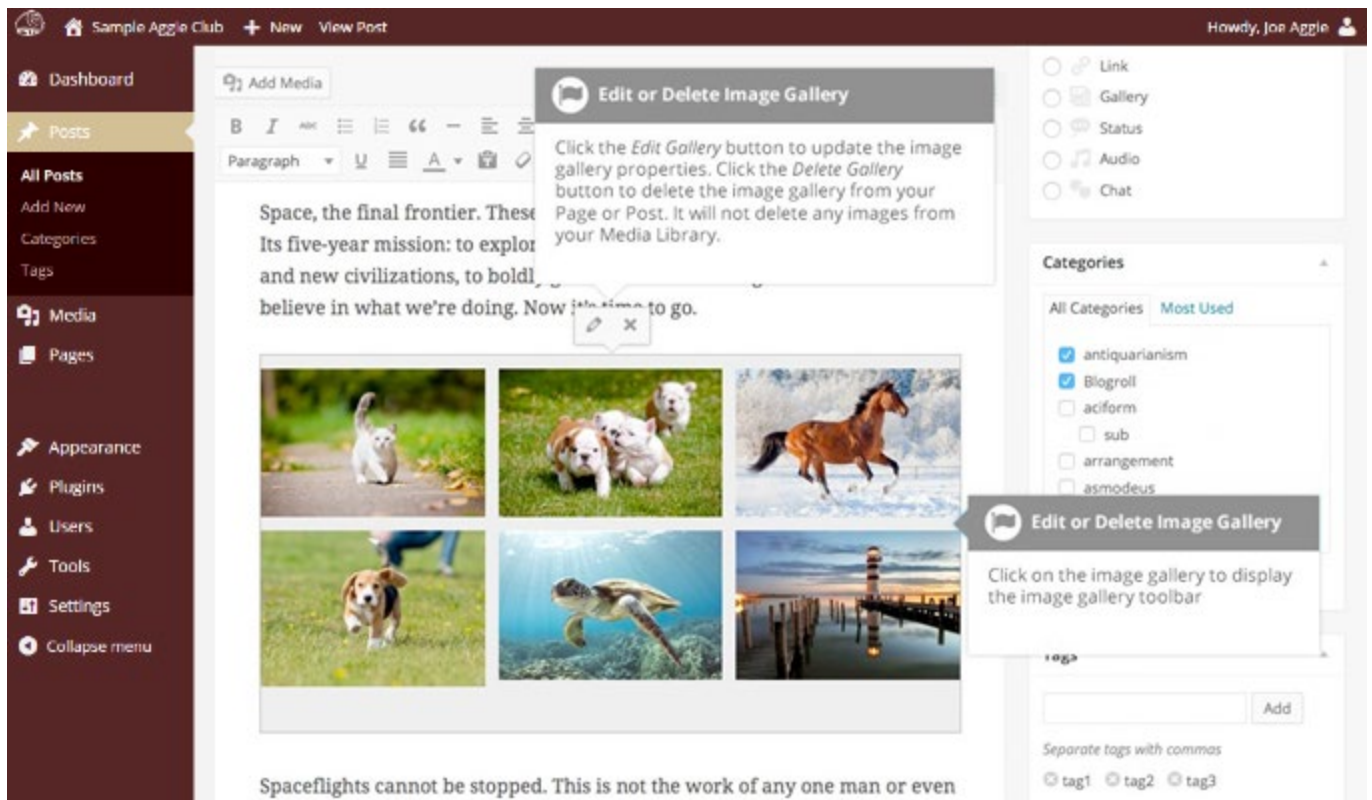 Sample Aggie Club
New
View Post
Howdy, Joe Aggie
Dashboard
Posts
All Posts
Add New
Categories
Tags
Media
Pages
Appearance
Plugins
Users
Tools
Settings
Collapse menu
Add Media
B I ABC
Paragraph U A
Edit or Delete Image Gallery
Click the Edit Gallery button to update the image
gallery properties. Click the Delete Gallery
button to delete the image gallery from your
Page or Post. It will not delete any images from
your Media Library.
Space, the final frontier. These
Its five-year mission: to explor
and new civilizations, to boldly
believe in what we're doing. Now it's time to go.
Spaceflights cannot be stopped. This is not the work of any one man or even
Link
Gallery
Status
Audio
Chat
Categories
All Categories Most Used
antiquarianism
Blogroll
aciform
sub
arrangement
asmodeus
Edit or Delete Image Gallery
Click on the image gallery to display
the image gallery toolbar
Tags
Add
Separate tags with commas
tag1 tag2 tag3